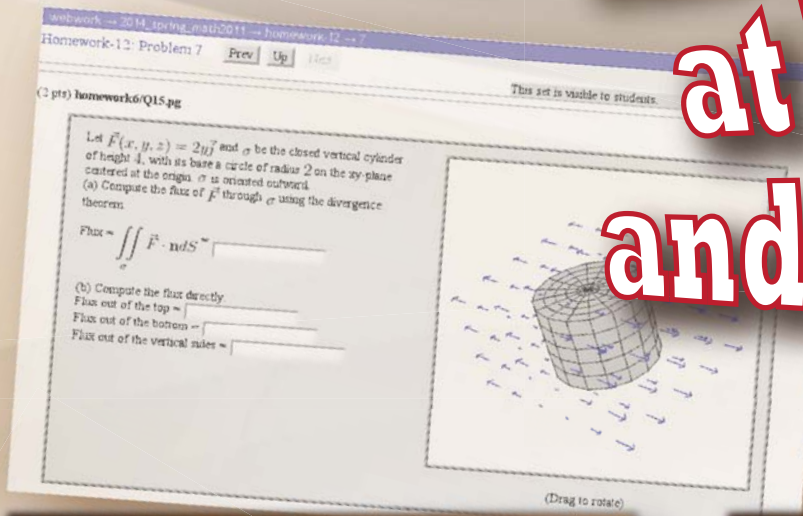 webwork → 2014_spring_math2011 → homework-12 → 7
Homework-12: Problem 7 Prev Up
This set is visible to students.
(2 pts) homework6/Q15.pg
Let F⃗(x, y, z) = 2yj⃗ and σ be the closed vertical cylinder
of height 4, with its base a circle of radius 2 on the xy-plane
centered at the origin. σ is oriented outward.
(a) Compute the flux of F⃗ through σ using the divergence
theorem.
Flux = ∬σ F⃗ · ndS =
(b) Compute the flux directly.
Flux out of the top =
Flux out of the bottom =
Flux out of the vertical sides =
(Drag to rotate)
at
and